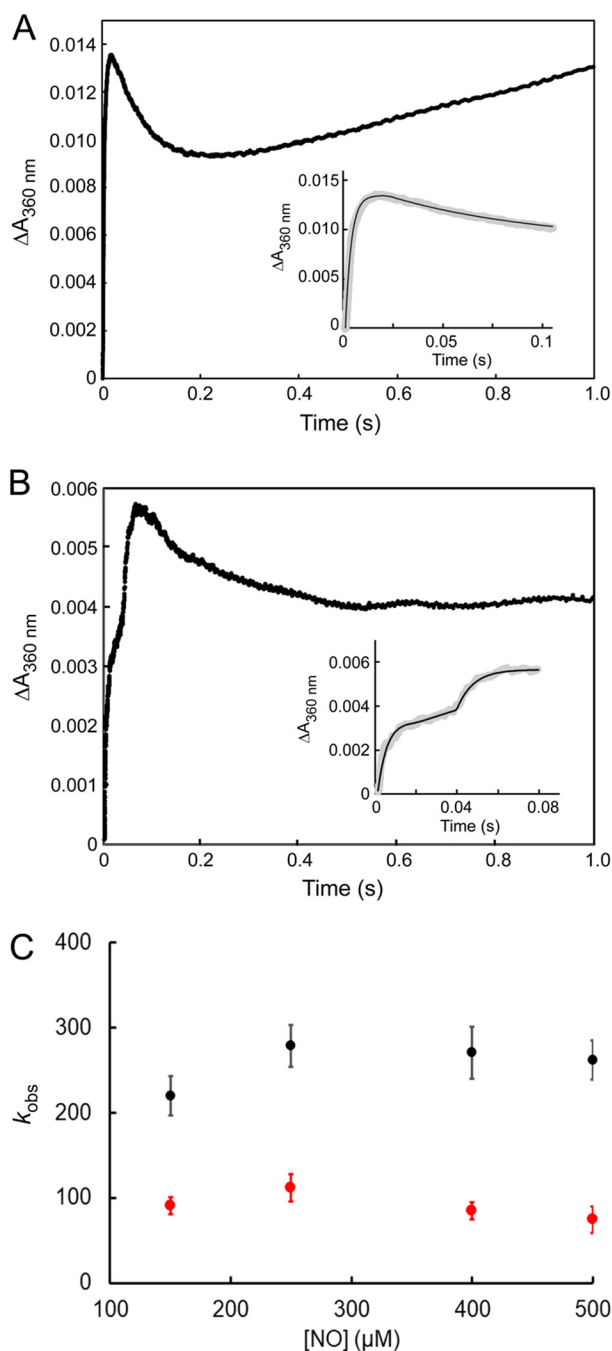 A
ΔA360 nm
0.014
0.012
0.010
0.008
0.006
0.004
0.002
0
0 0.2 0.4 0.6 0.8 1.0
Time (s)
ΔA360 nm
0.015
0.010
0.005
0
0 0.05 0.1
Time (s)
B
ΔA360 nm
0.006
0.005
0.004
0.003
0.002
0.001
0
0 0.2 0.4 0.6 0.8 1.0
Time (s)
ΔA360 nm
0.006
0.004
0.002
0
0 0.04 0.08
Time (s)
C
kobs
400
300
200
100
0
100 200 300 400 500
[NO] (μM)